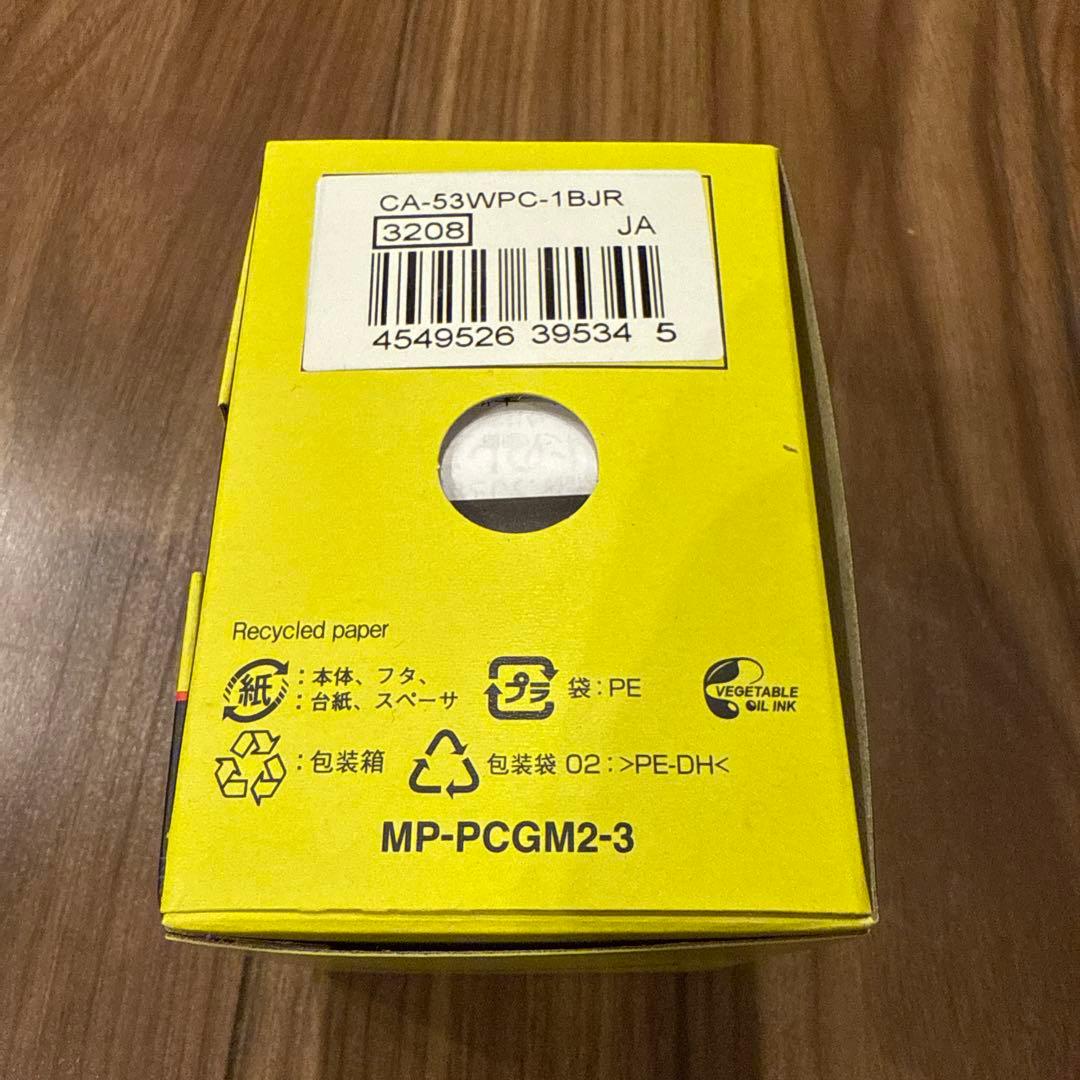 CA-53WPC-1BJR
3208 JA
4549526 39534 5
Recycled paper
紙 : 本体、フタ、
: 台紙、スペーサ
プラ 袋 : PE
VEGETABLE
OIL INK
: 包装箱
包装袋 02 : >PE-DH<
MP-PCGM2-3